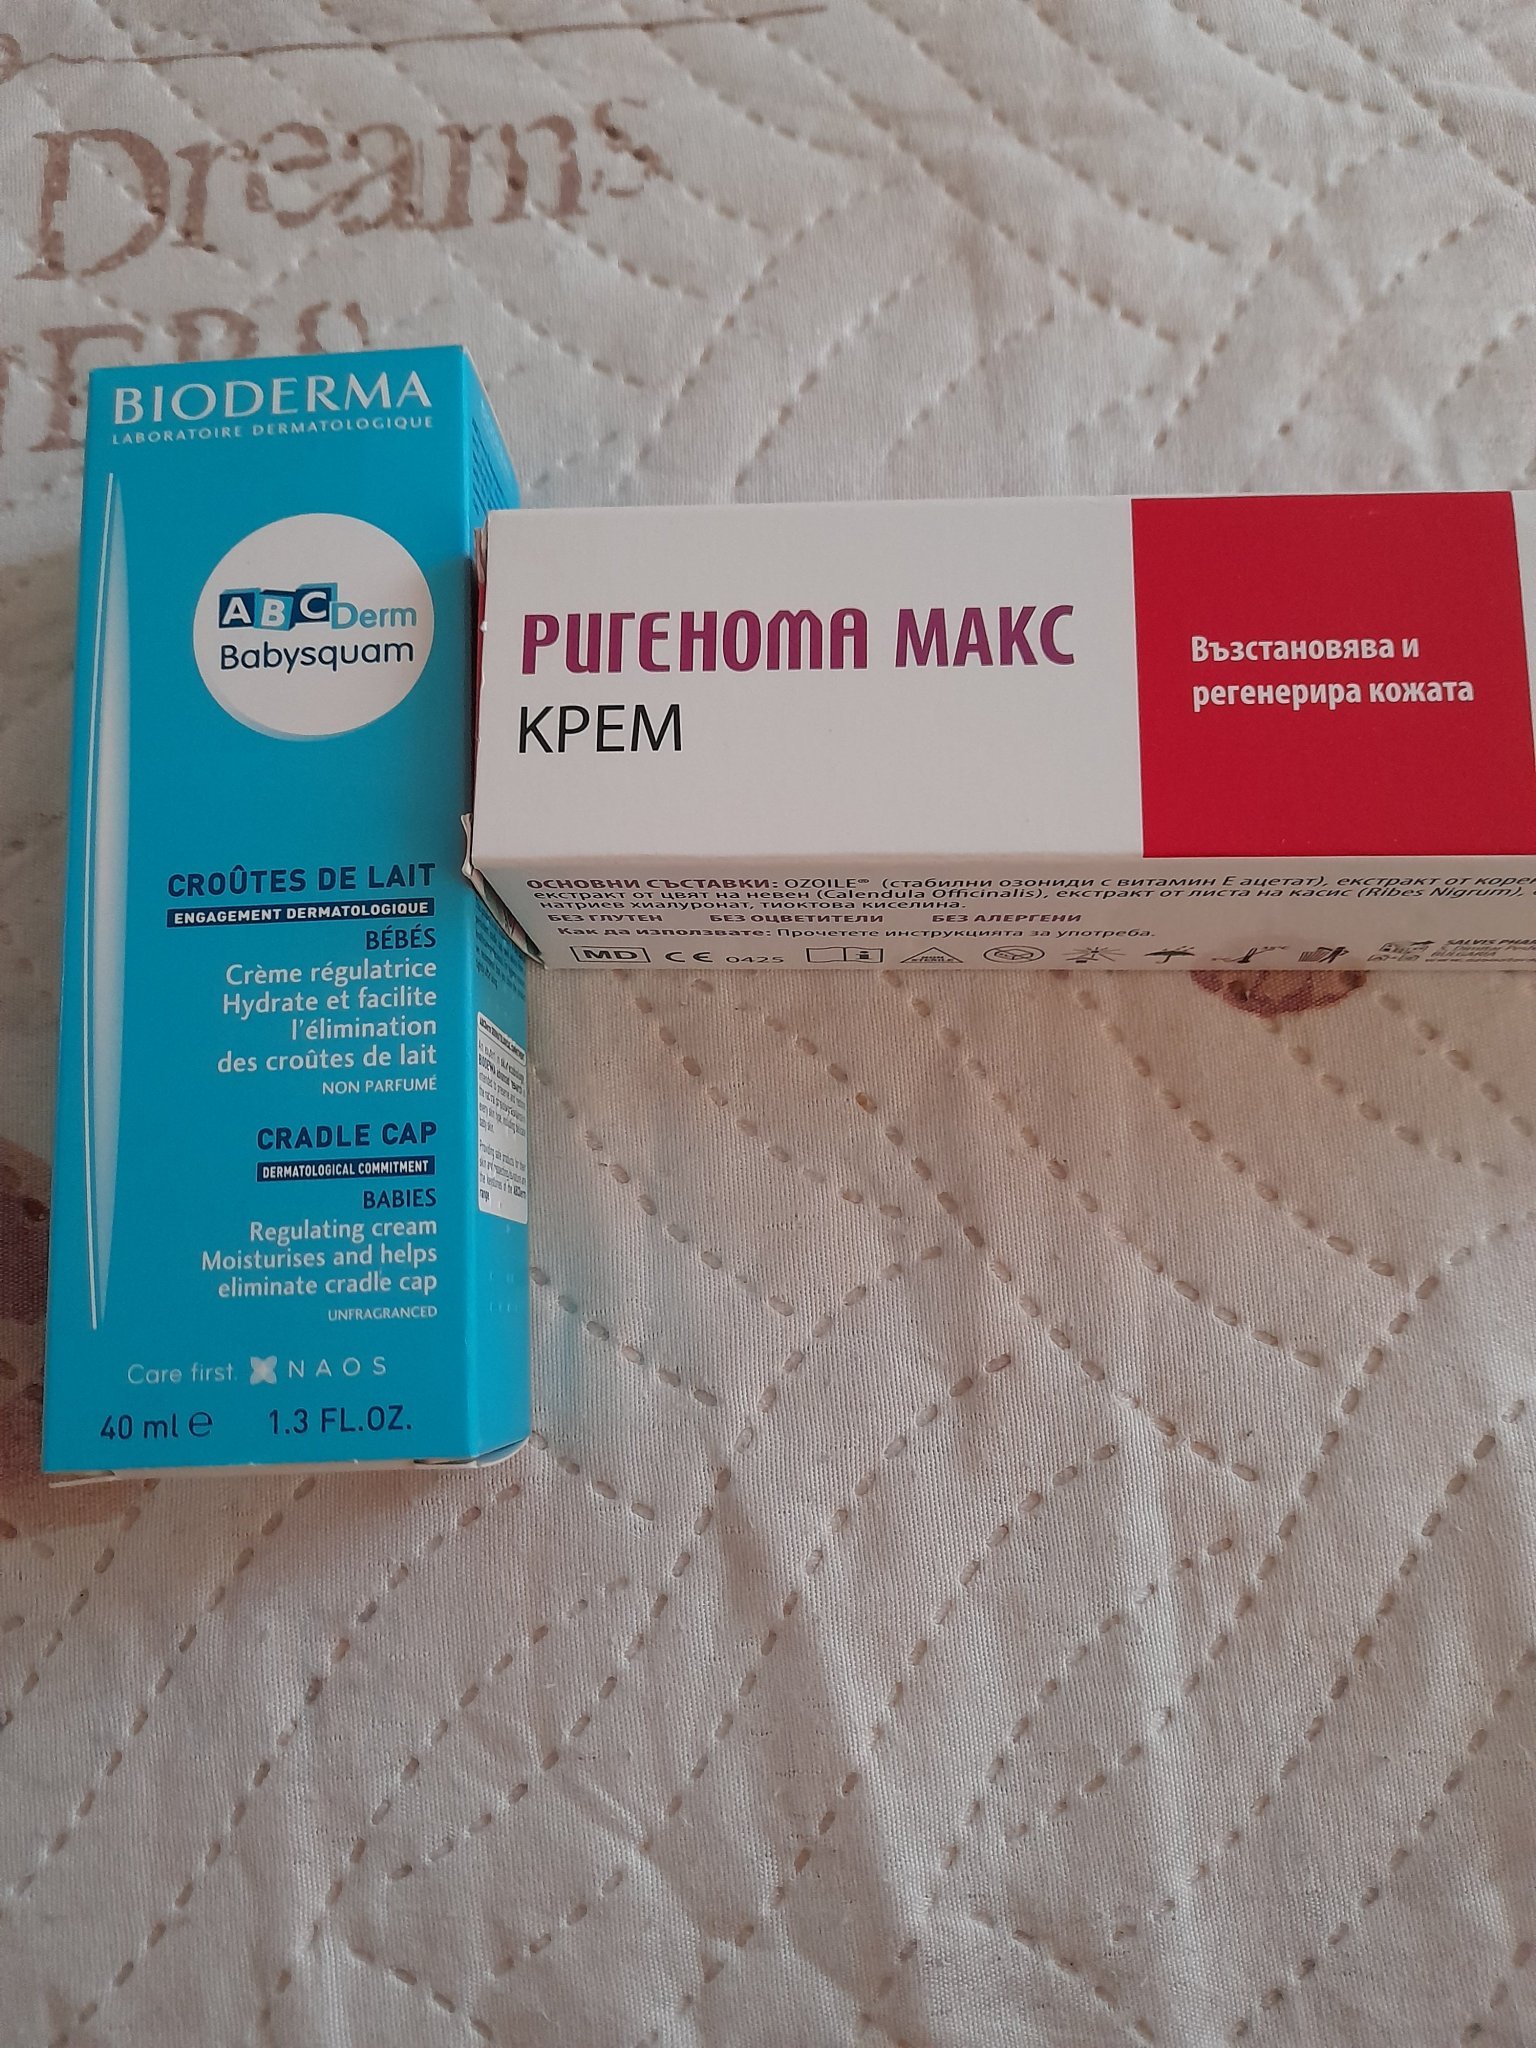 Dreams
BIODERMA
LABORATOIRE DERMATOLOGIQUE
ABCDerm
Babysquam
CROÛTES DE LAIT
ENGAGEMENT DERMATOLOGIQUE
BÉBÉS
Crème régulatrice
Hydrate et facilite
l'élimination
des croûtes de lait
NON PARFUMÉ
CRADLE CAP
DERMATOLOGICAL COMMITMENT
BABIES
Regulating cream
Moisturises and helps
eliminate cradle cap
UNFRAGRANCED
Care first. NAOS
40 ml e 1.3 FL.OZ.
РИГЕНОМА МАКС
КРЕМ
Възстановява и
регенерира кожата
ОСНОВНИ СЪСТАВКИ: OZOILE® (стабилни озониди с витамин Е ацетат), екстракт от
екстракт от цвят на невен (Calendula Officinalis), екстракт от листа на касис (Ribes Nigrum),
натриев хиалуронат, тиоктова киселина.
БЕЗ ГЛУТЕН БЕЗ ОЦВЕТИТЕЛИ БЕЗ АЛЕРГЕНИ
Как да използвате: Прочетете инструкцията за употреба.
MD CE 0425
BULGARIA